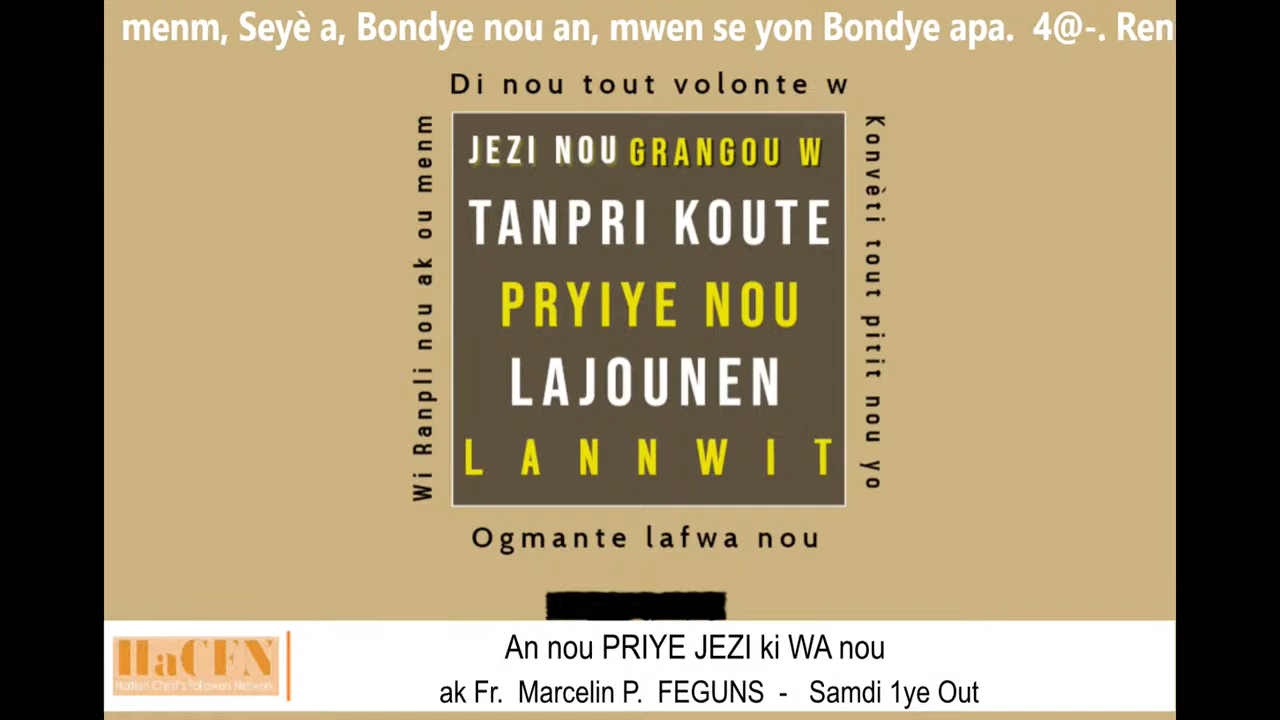 menm, Seyè a, Bondye nou an, mwen se yon Bondye apa.  4@-. Ren
Di nou tout volonte w
Wi Ranpli nou ak ou menm
JEZI NOU GRANGOU W
TANPRI KOUTE
PRYIYE NOU
LAJOUNEN
LANNWIT
Konvèti tout pitit nou yo
Ogmante lafwa nou
HaCFN
Haitian Christ's Followers Network
An nou PRIYE JEZI ki WA nou
ak Fr. Marcelin P. FEGUNS - Samdi 1ye Out